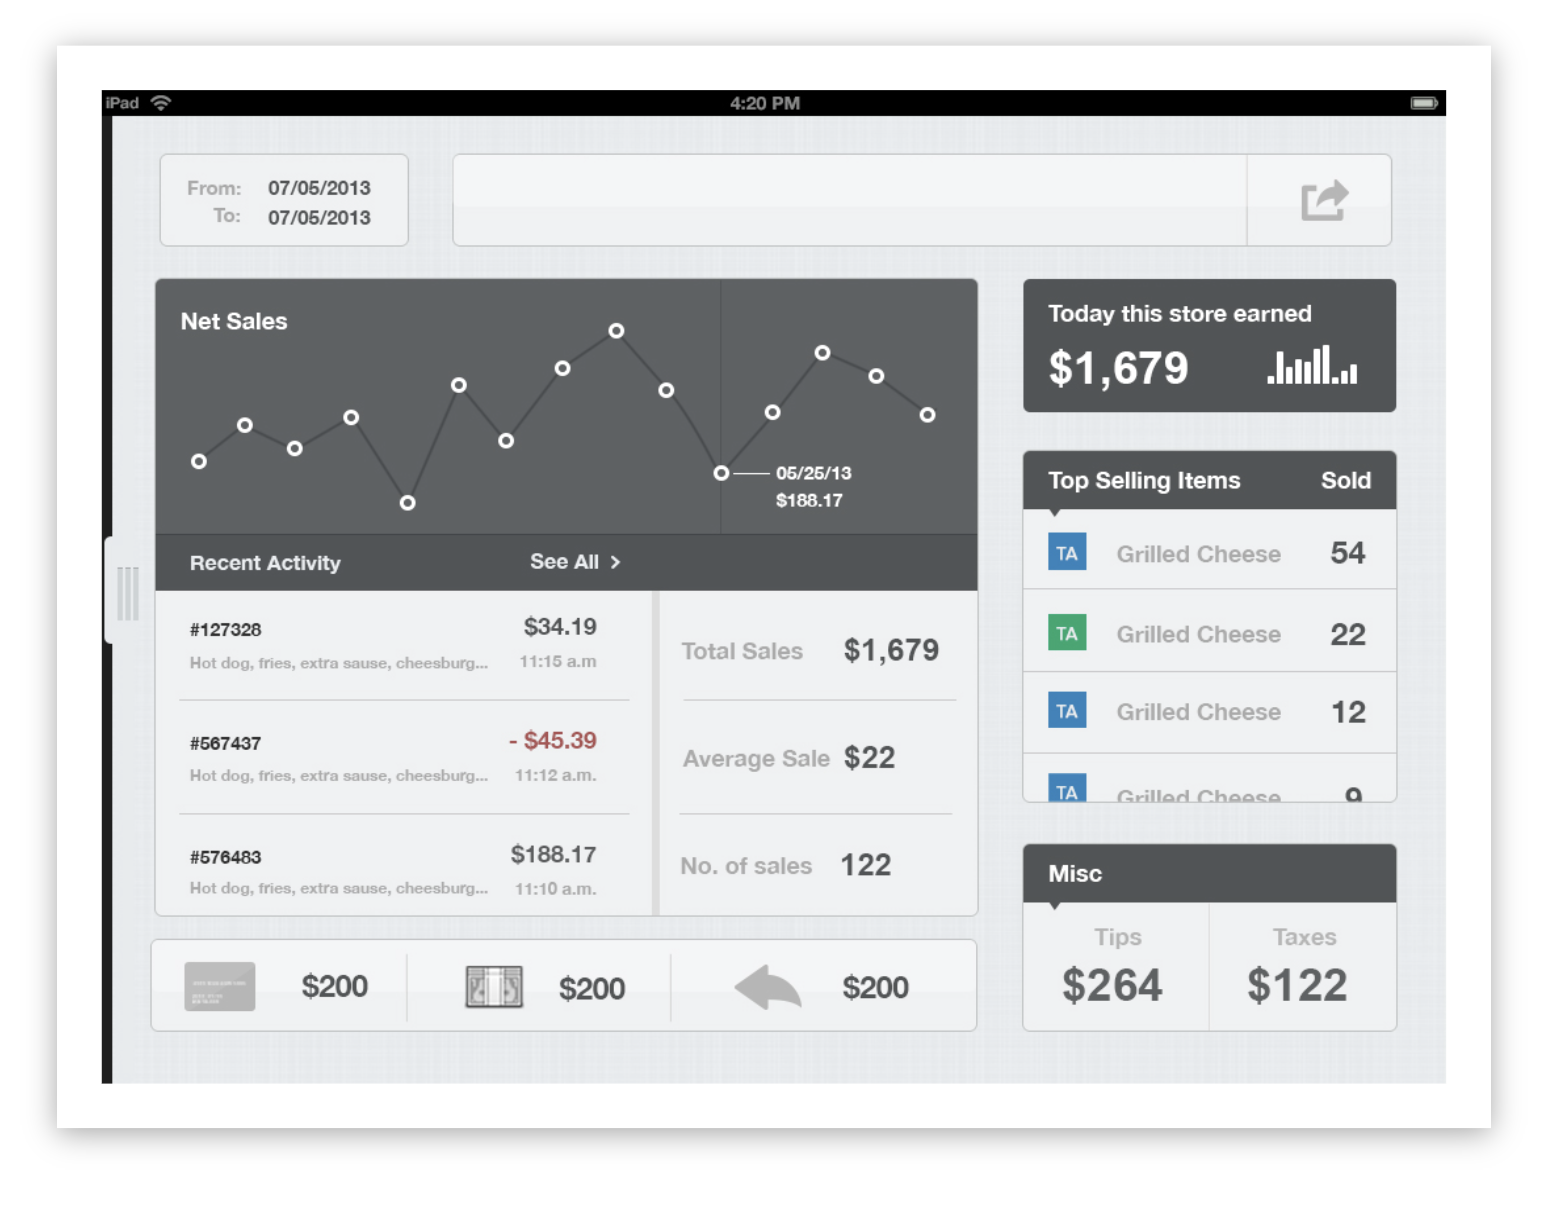 iPad 4:20 PM
From: 07/05/2013
To: 07/05/2013
Net Sales
05/25/13
$188.17
Recent Activity See All >
#127328 $34.19
Hot dog, fries, extra sause, cheesburg... 11:15 a.m
#567437 - $45.39
Hot dog, fries, extra sause, cheesburg... 11:12 a.m.
#576483 $188.17
Hot dog, fries, extra sause, cheesburg... 11:10 a.m.
Total Sales $1,679
Average Sale $22
No. of sales 122
$200 $200 $200
Today this store earned
$1,679
Top Selling Items Sold
TA Grilled Cheese 54
TA Grilled Cheese 22
TA Grilled Cheese 12
TA Grilled Cheese 9
Misc
Tips Taxes
$264 $122